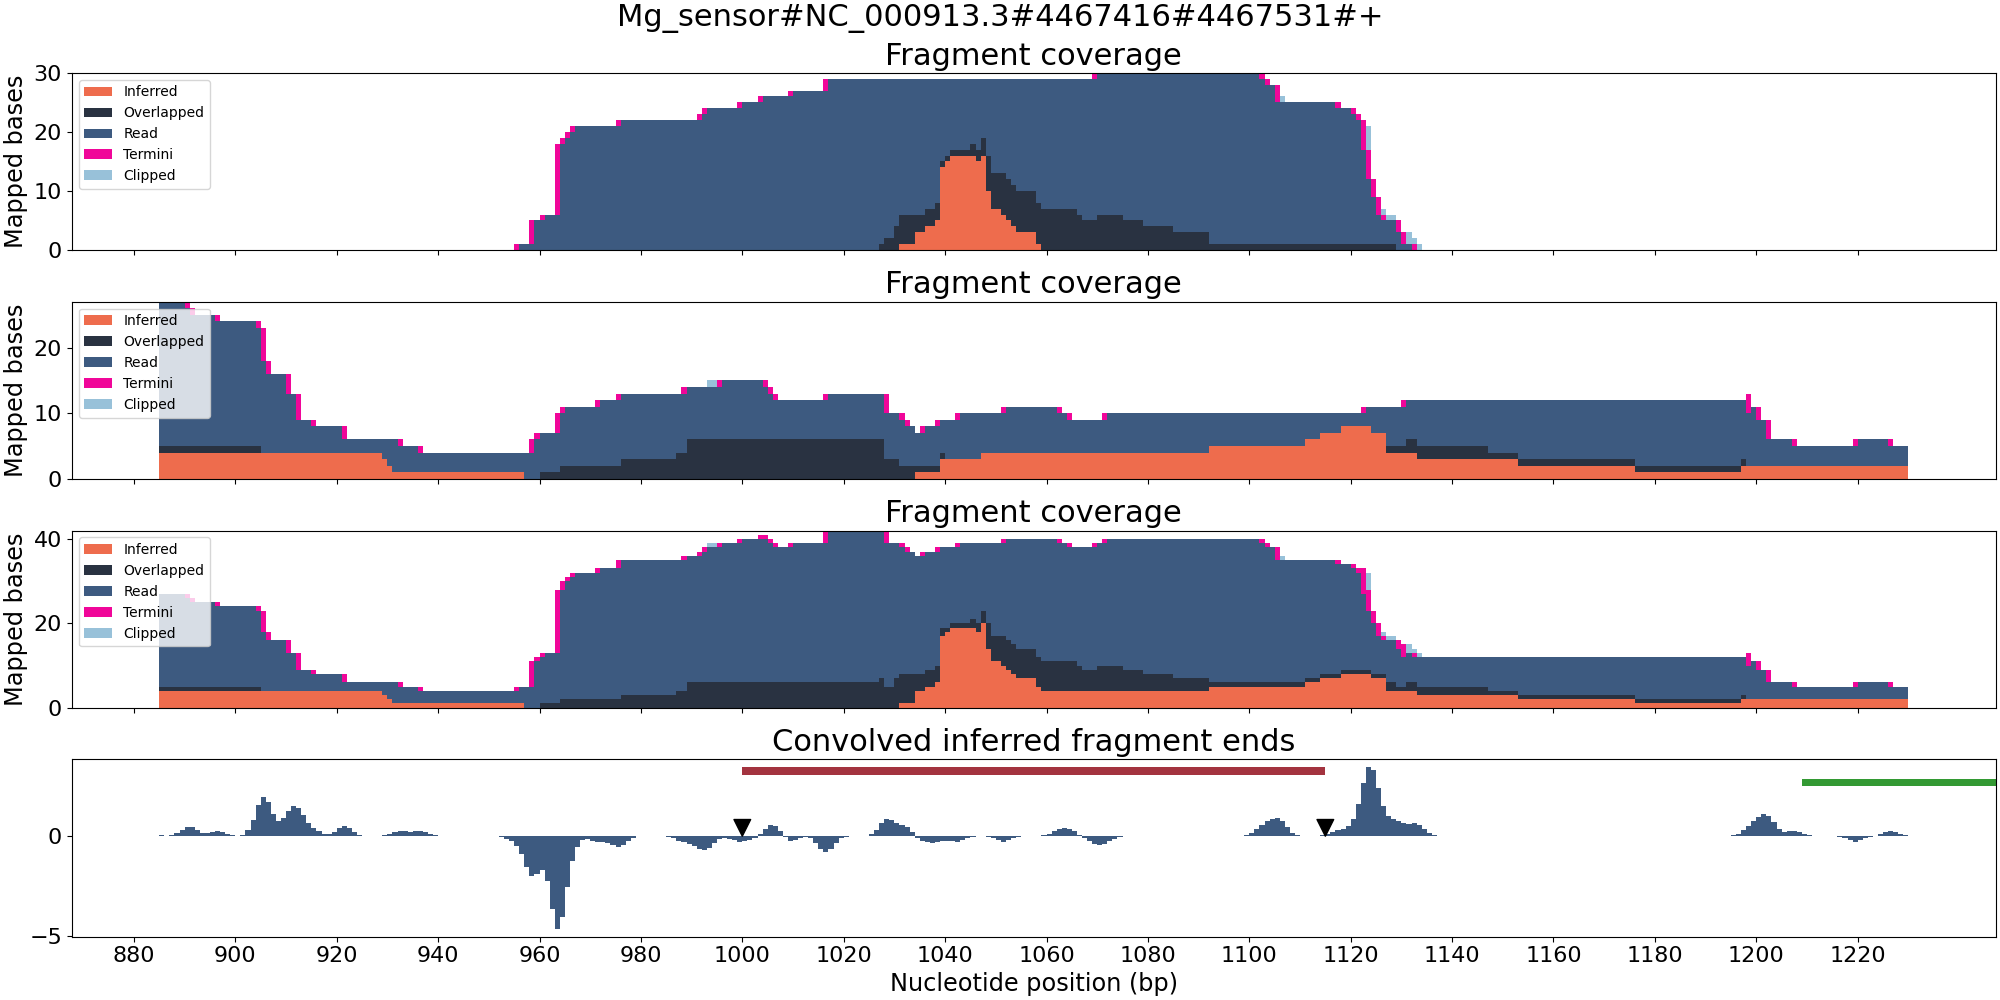 Mg_sensor#NC_000913.3#4467416#4467531#+
Fragment coverage
Mapped bases
30
20
10
0
Inferred
Overlapped
Read
Termini
Clipped
Fragment coverage
Mapped bases
20
10
0
Inferred
Overlapped
Read
Termini
Clipped
Fragment coverage
Mapped bases
40
20
0
Inferred
Overlapped
Read
Termini
Clipped
Convolved inferred fragment ends
0
−5
880 900 920 940 960 980 1000 1020 1040 1060 1080 1100 1120 1140 1160 1180 1200 1220
Nucleotide position (bp)